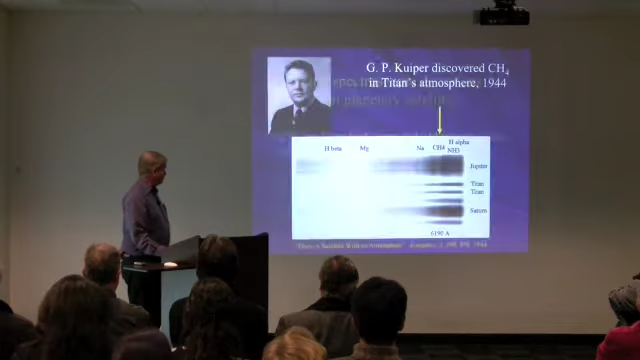 G. P. Kuiper discovered CH4
in Titan's atmosphere, 1944
H beta Mg Na CH4 H alpha
NH3
Jupiter
Titan
Titan
Saturn
6190 A